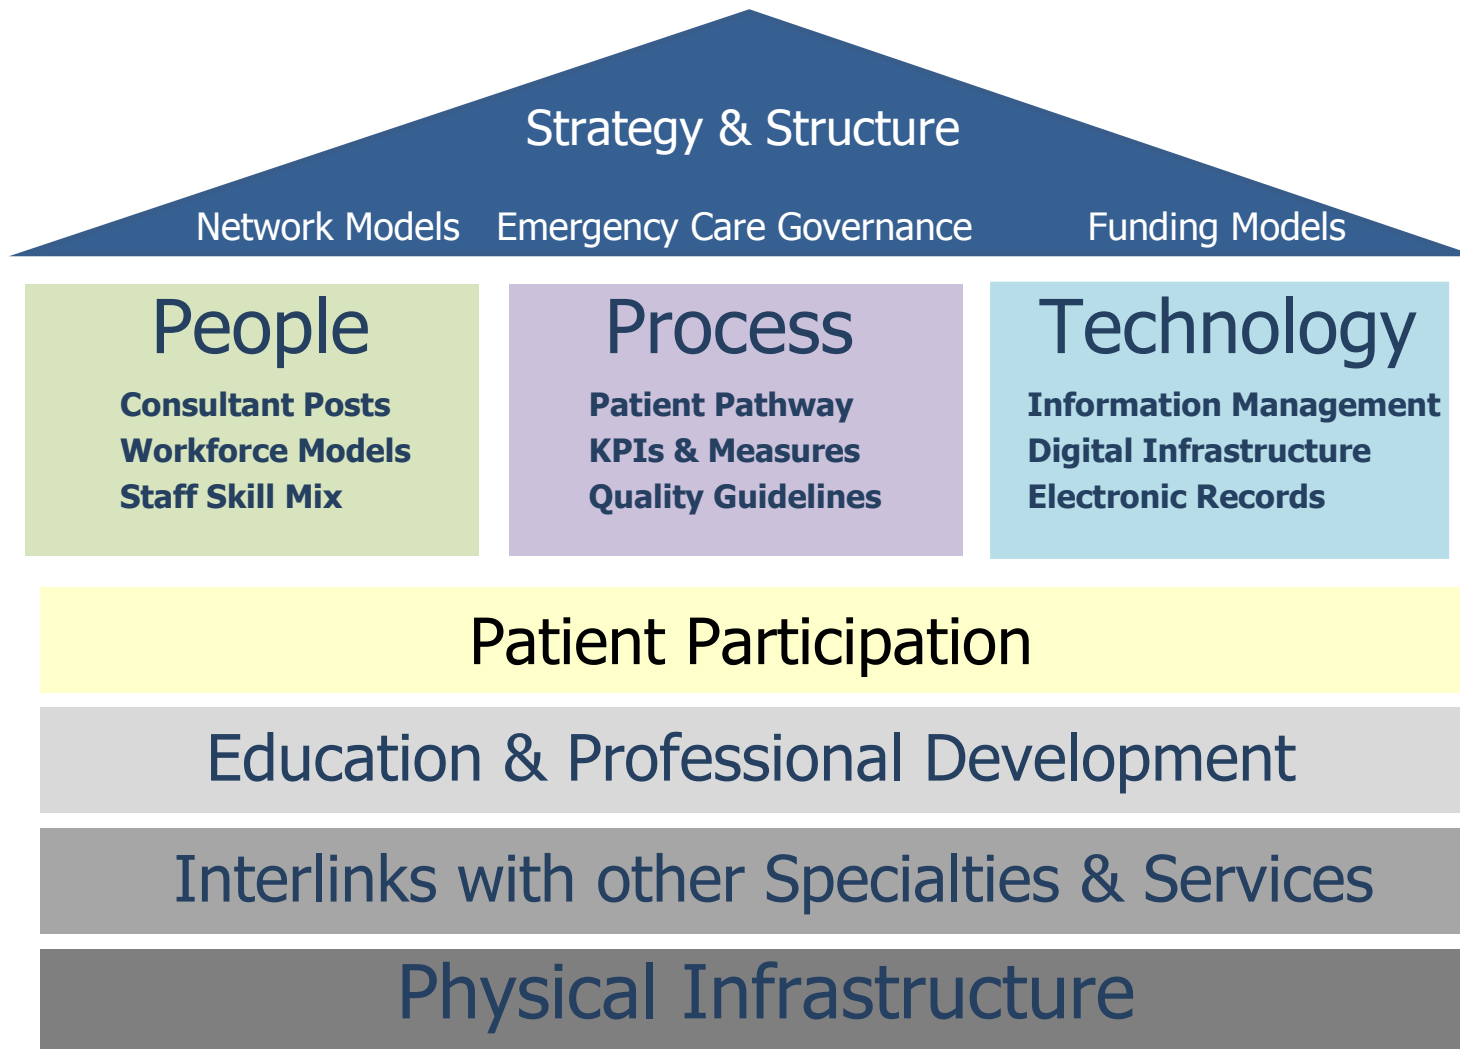 Strategy & Structure
Network Models
Emergency Care Governance
Funding Models
People
Consultant Posts
Workforce Models
Staff Skill Mix
Process
Patient Pathway
KPIs & Measures
Quality Guidelines
Technology
Information Management
Digital Infrastructure
Electronic Records
Patient Participation
Education & Professional Development
Interlinks with other Specialties & Services
Physical Infrastructure